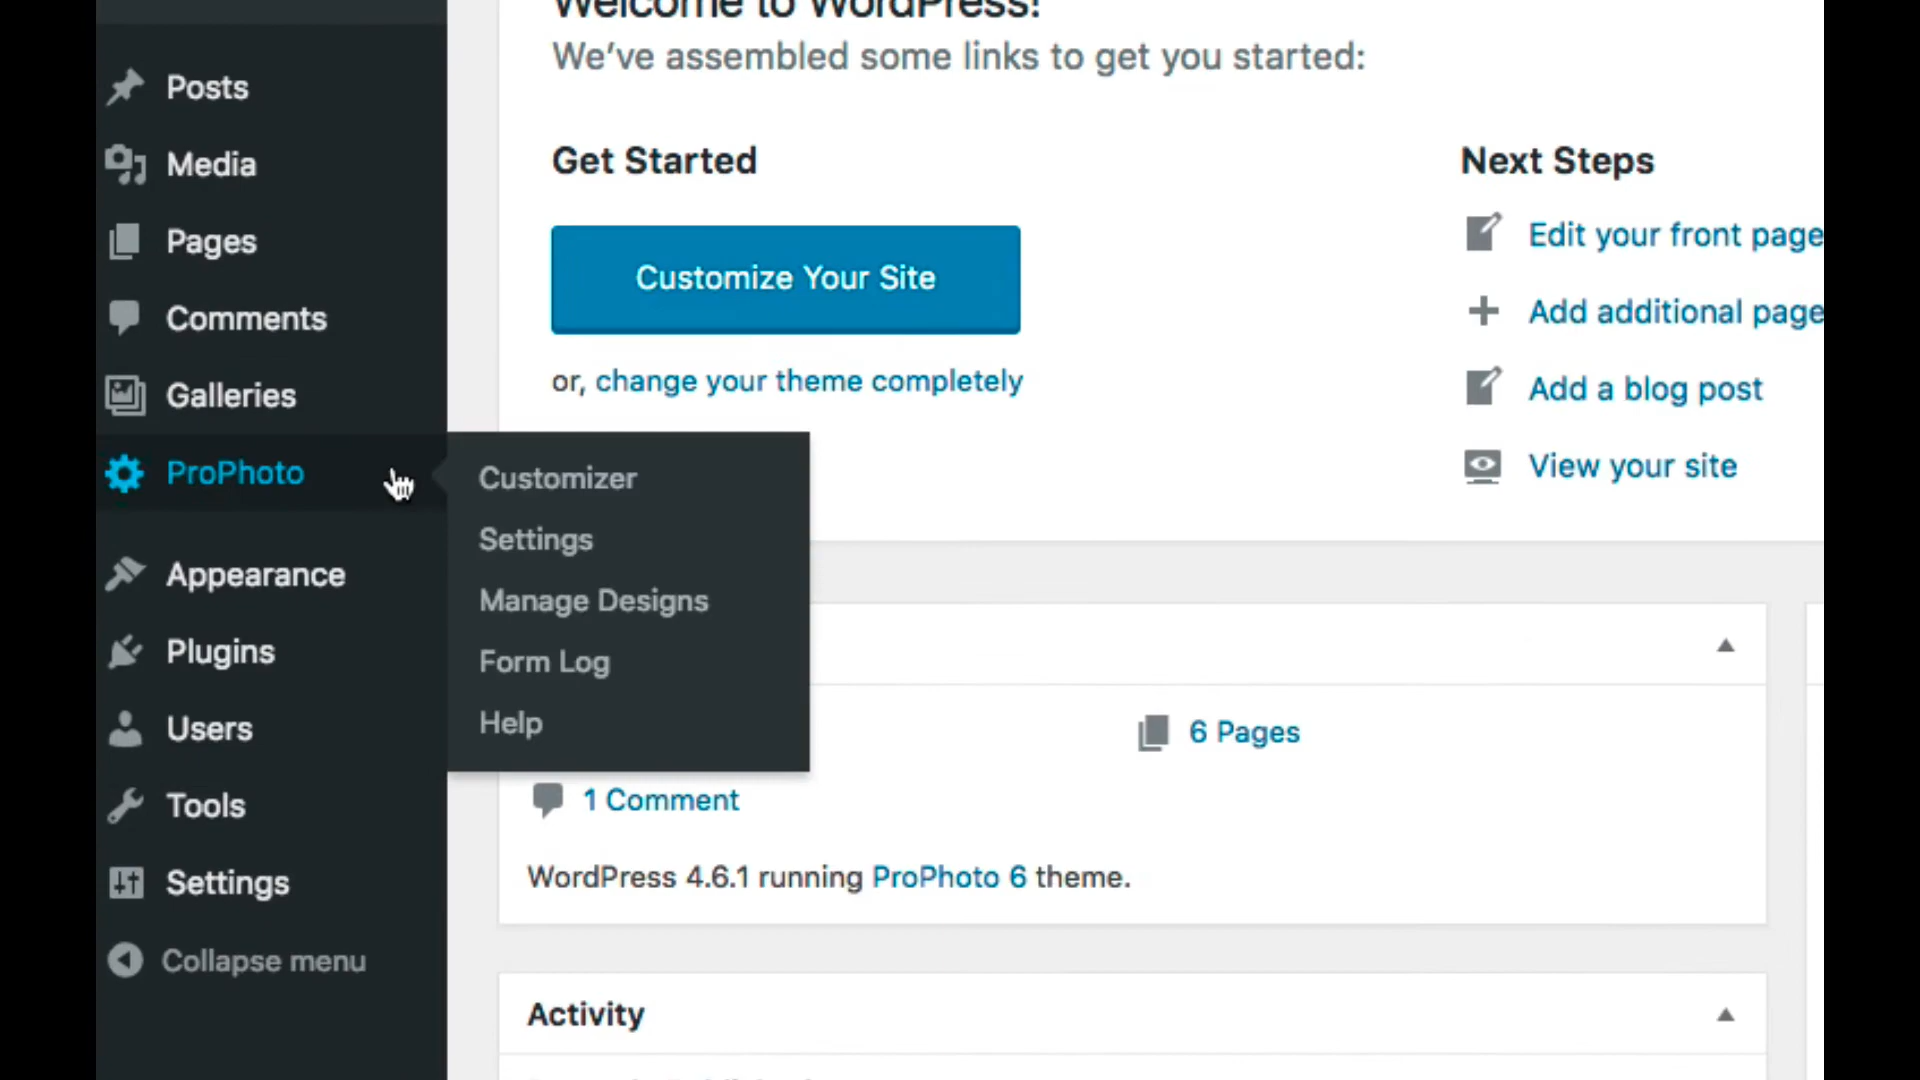 Welcome to WordPress!
We've assembled some links to get you started:
Posts
Media
Pages
Comments
Galleries
ProPhoto
Appearance
Plugins
Users
Tools
Settings
Collapse menu
Customizer
Settings
Manage Designs
Form Log
Help
Get Started
Customize Your Site
or, change your theme completely
Next Steps
Edit your front page
Add additional page
Add a blog post
View your site
6 Pages
1 Comment
WordPress 4.6.1 running ProPhoto 6 theme.
Activity